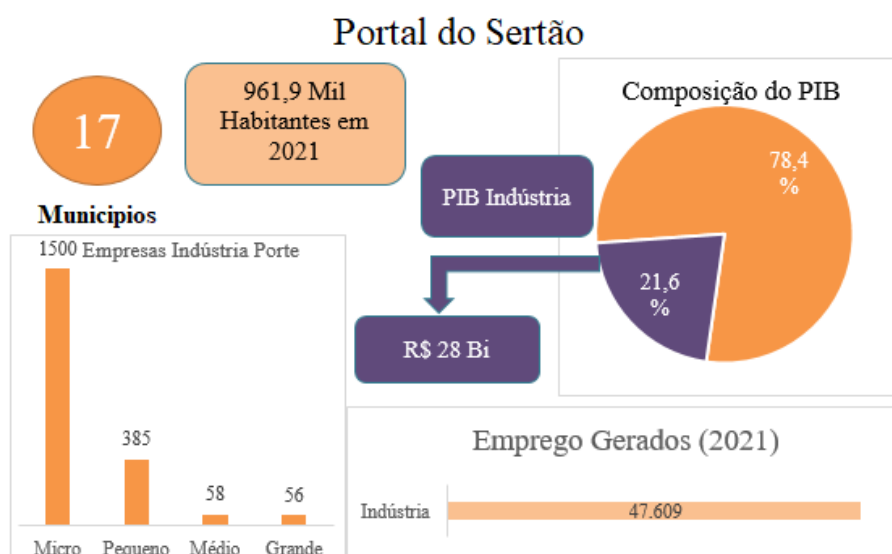 Portal do Sertão
17
Municipios
961,9 Mil
Habitantes em
2021
Composição do PIB
78,4
%
21,6
%
PIB Indústria
R$ 28 Bi
Empresas Indústria Porte
1500
385
58
56
Micro Pequeno Médio Grande
Emprego Gerados (2021)
Indústria
47.609